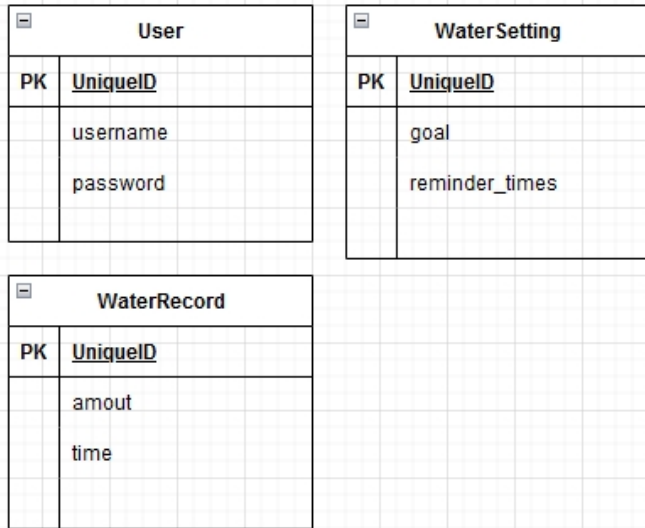 User
PK UniqueID
username
password
WaterSetting
PK UniqueID
goal
reminder_times
WaterRecord
PK UniqueID
amout
time